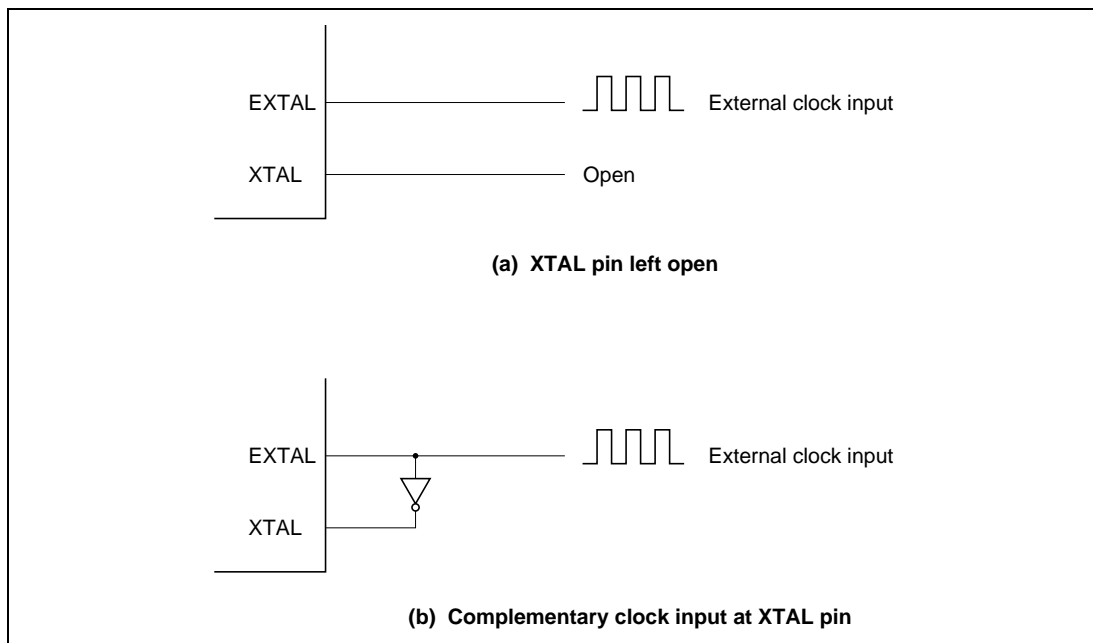 EXTAL
External clock input
XTAL
Open
(a) XTAL pin left open
EXTAL
External clock input
XTAL
(b) Complementary clock input at XTAL pin